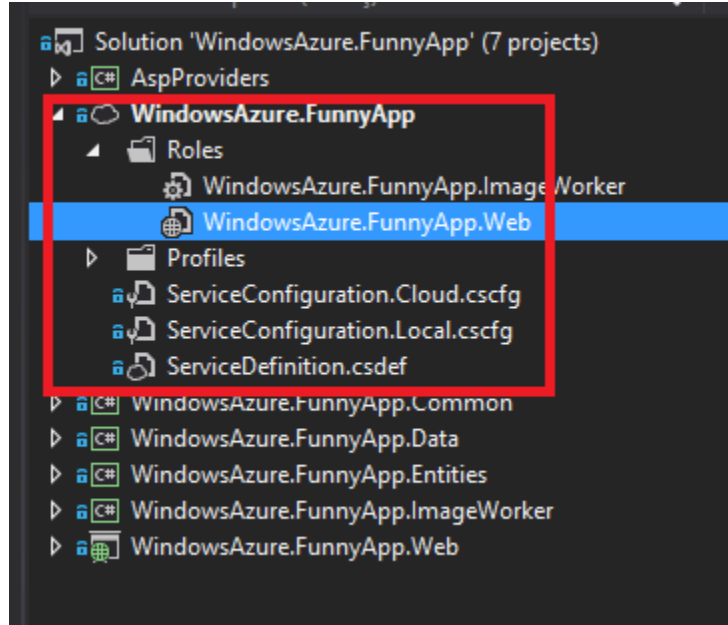 Solution 'WindowsAzure.FunnyApp' (7 projects)
C# AspProviders
WindowsAzure.FunnyApp
Roles
WindowsAzure.FunnyApp.ImageWorker
WindowsAzure.FunnyApp.Web
Profiles
ServiceConfiguration.Cloud.cscfg
ServiceConfiguration.Local.cscfg
ServiceDefinition.csdef
C# WindowsAzure.FunnyApp.Common
C# WindowsAzure.FunnyApp.Data
C# WindowsAzure.FunnyApp.Entities
C# WindowsAzure.FunnyApp.ImageWorker
WindowsAzure.FunnyApp.Web